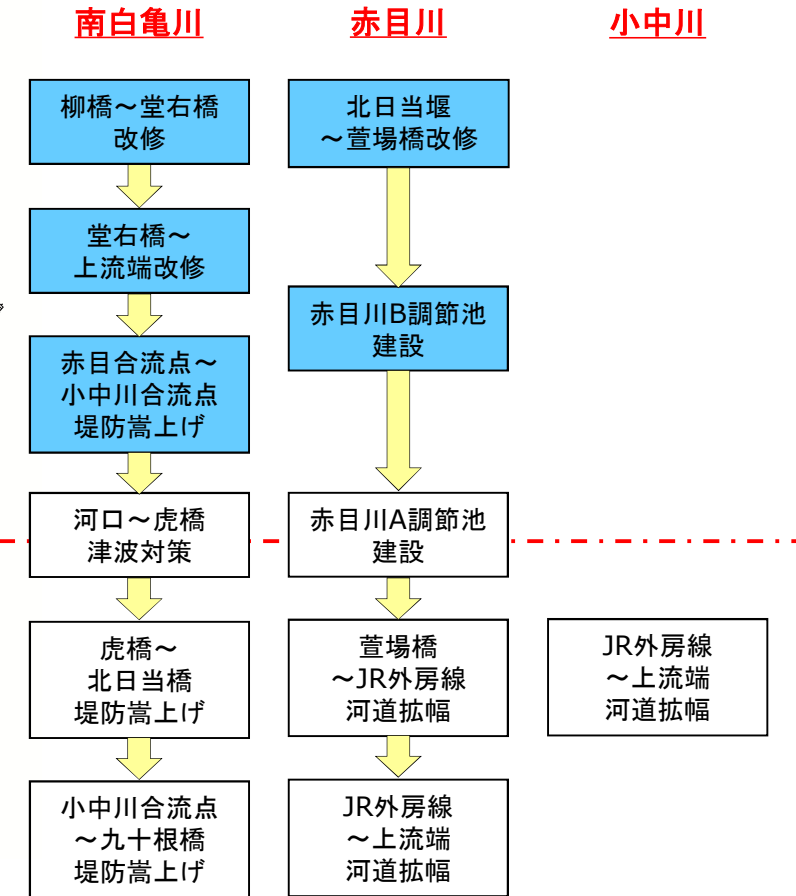 南白亀川
柳橋～堂右橋
改修
堂右橋～
上流端改修
赤目合流点～
小中川合流点
堤防嵩上げ
河口～虎橋
津波対策
虎橋～
北日当橋
堤防嵩上げ
小中川合流点
～九十根橋
堤防嵩上げ
赤目川
北日当堰
～萱場橋改修
赤目川B調節池
建設
赤目川A調節池
建設
萱場橋
～JR外房線
河道拡幅
JR外房線
～上流端
河道拡幅
小中川
JR外房線
～上流端
河道拡幅